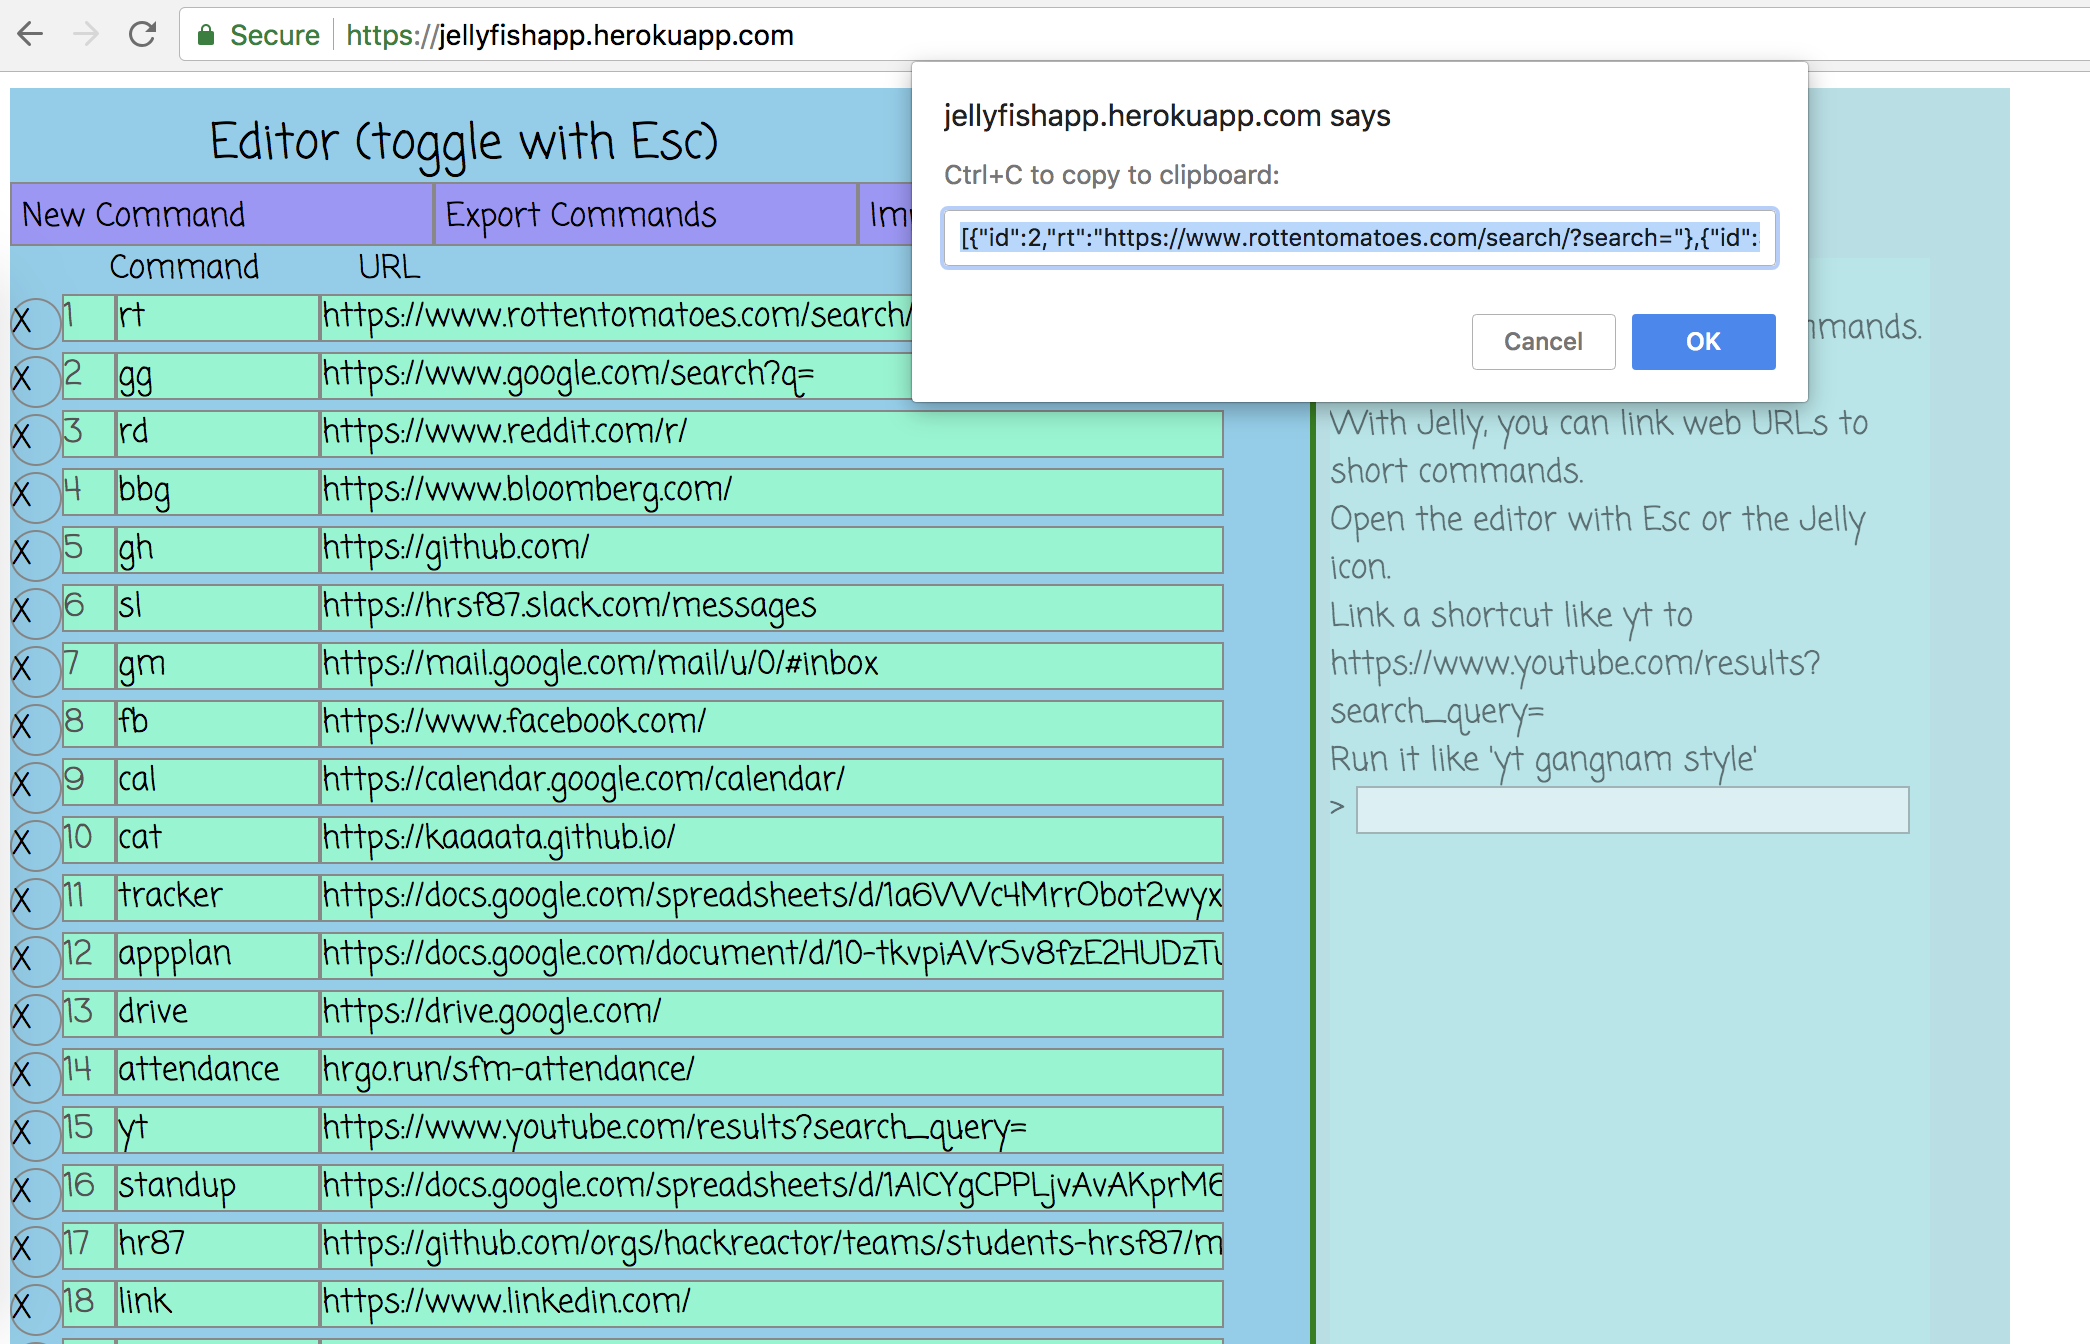 Secure https://jellyfishapp.herokuapp.com
jellyfishapp.herokuapp.com says
Ctrl+C to copy to clipboard:
[{"id":2,"rt":"https://www.rottentomatoes.com/search/?search="},{"id":
Cancel OK
Editor (toggle with Esc)
New Command Export Commands
Command URL
X 1 rt https://www.rottentomatoes.com/search/
X 2 gg https://www.google.com/search?q=
X 3 rd https://www.reddit.com/r/
X 4 bbg https://www.bloomberg.com/
X 5 gh https://github.com/
X 6 sl https://hrsf87.slack.com/messages
X 7 gm https://mail.google.com/mail/u/0/#inbox
X 8 fb https://www.facebook.com/
X 9 cal https://calendar.google.com/calendar/
X 10 cat https://kaaaata.github.io/
X 11 tracker https://docs.google.com/spreadsheets/d/1a6VVVc4MrrObot2wyx
X 12 appplan https://docs.google.com/document/d/10-tkvpiAVrSv8fzE2HUDzTu
X 13 drive https://drive.google.com/
X 14 attendance hrgo.run/sfm-attendance/
X 15 yt https://www.youtube.com/results?search_query=
X 16 standup https://docs.google.com/spreadsheets/d/1AICYgCPPLjvAvAKprM6
X 17 hr87 https://github.com/orgs/hackreactor/teams/students-hrsf87/m
X 18 link https://www.linkedin.com/
With Jelly, you can link web URLs to
short commands.
Open the editor with Esc or the Jelly
icon.
Link a shortcut like yt to
https://www.youtube.com/results?
search_query=
Run it like 'yt gangnam style'
>